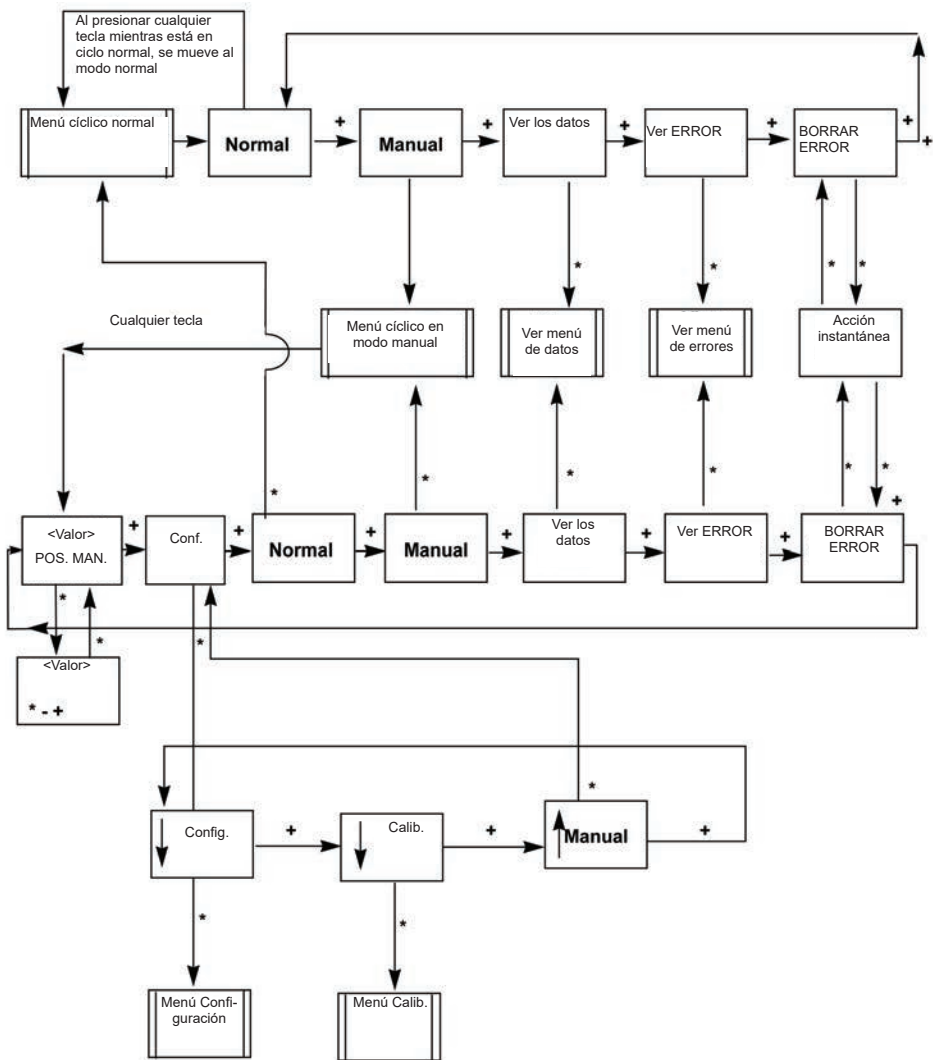 Al presionar cualquier
tecla mientras está en
ciclo normal, se mueve al
modo normal
Menú cíclico normal
Normal
+
Manual
+
Ver los datos
+
Ver ERROR
+
BORRAR
ERROR
+
+
*
*
*
*
Cualquier tecla
Menú cíclico en
modo manual
Ver menú
de datos
Ver menú
de errores
Acción
instantánea
*
*
*
*
*
*
<Valor>
POS. MAN.
+
Conf.
+
Normal
+
Manual
+
Ver los
datos
+
Ver ERROR
+
BORRAR
ERROR
+
*
*
*
<Valor>
* - +
*
Config.
+
Calib.
+
Manual
+
*
*
Menú Confi-
guración
Menú Calib.